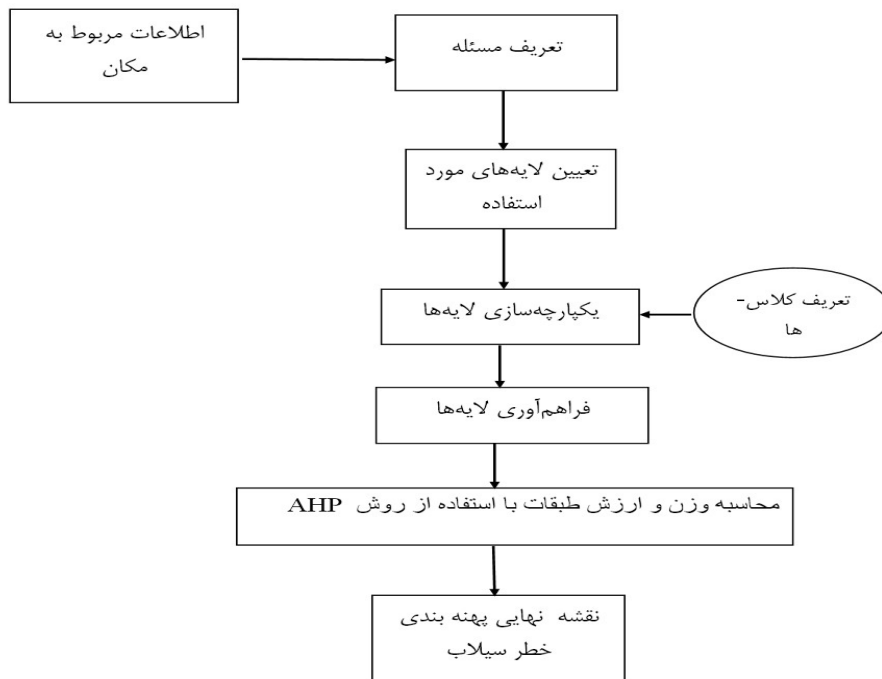 اطلاعات مربوط به
مکان
تعریف مسئله
تعیین لایه‌های مورد
استفاده
یکپارچه‌سازی لایه‌ها
تعریف کلاس-
ها
فراهم‌آوری لایه‌ها
محاسبه وزن و ارزش طبقات با استفاده از روش AHP
نقشه نهایی پهنه بندی
خطر سیلاب